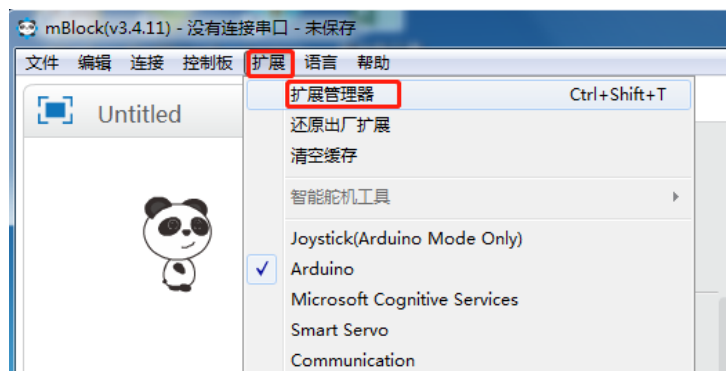 mBlock(v3.4.11) - 没有连接串口 - 未保存
文件 编辑 连接 控制板 扩展 语言 帮助
Untitled
扩展管理器 Ctrl+Shift+T
还原出厂扩展
清空缓存
智能舵机工具
Joystick(Arduino Mode Only)
Arduino
Microsoft Cognitive Services
Smart Servo
Communication